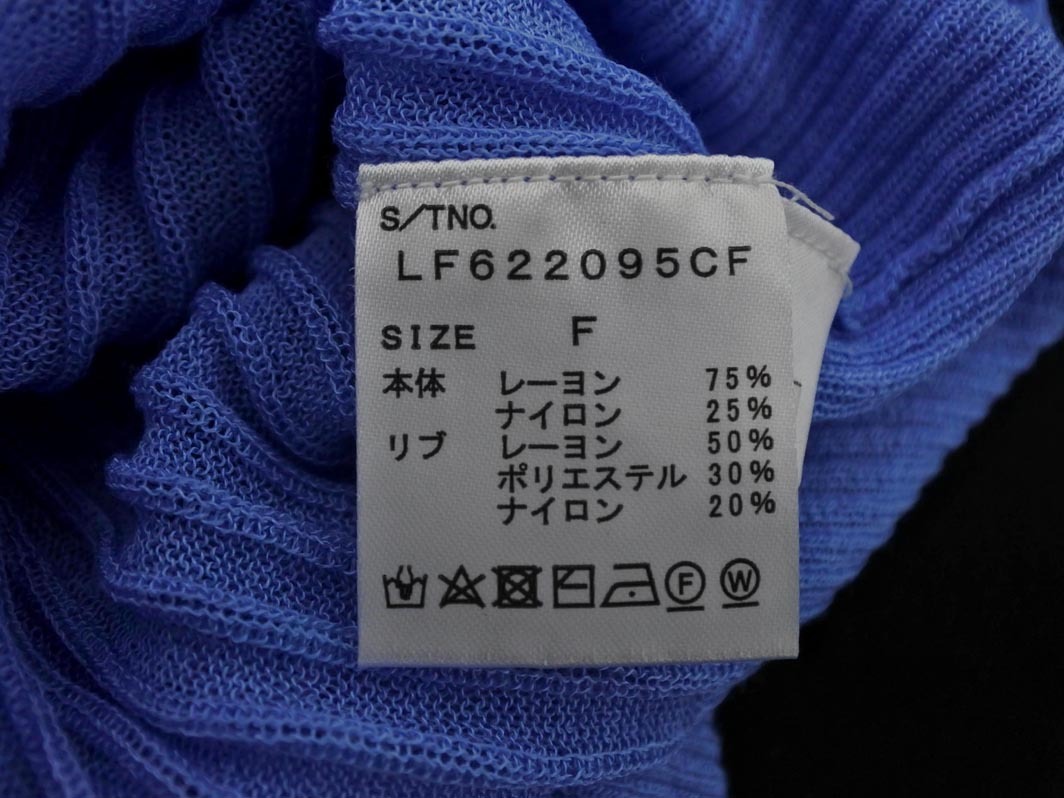 S/TNO.
LF622095CF
SIZE F
本体 レーヨン 75%
ナイロン 25%
リブ レーヨン 50%
ポリエステル 30%
ナイロン 20%
F W